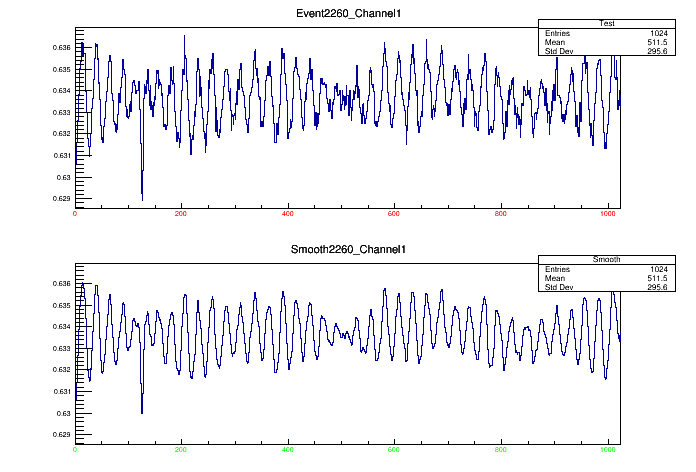 Event2260_Channel1
Test
Entries 1024
Mean 511.5
Std Dev 295.6
0.636
0.635
0.634
0.633
0.632
0.631
0.63
0.629
0 200 400 600 800 1000
Smooth2260_Channel1
Smooth
Entries 1024
Mean 511.5
Std Dev 295.6
0.636
0.635
0.634
0.633
0.632
0.631
0.63
0.629
0 200 400 600 800 1000